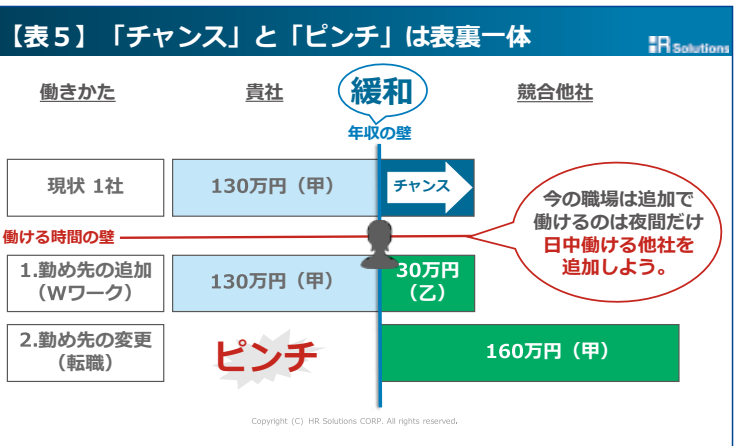 【表５】「チャンス」と「ピンチ」は表裏一体
HR Solutions
働きかた
貴社
緩和
競合他社
年収の壁
現状 1社
130万円（甲）
チャンス
今の職場は追加で
働けるのは夜間だけ
日中働ける他社を
追加しよう。
働ける時間の壁
1.勤め先の追加
（Wワーク）
130万円（甲）
30万円
（乙）
2.勤め先の変更
（転職）
ピンチ
160万円（甲）
Copyright (C) HR Solutions CORP. All rights reserved.